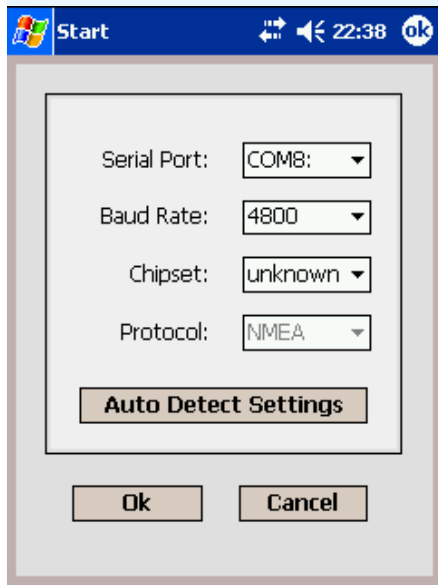 Start 22:38 ok
Serial Port: COM8:
Baud Rate: 4800
Chipset: unknown
Protocol: NMEA
Auto Detect Settings
Ok Cancel